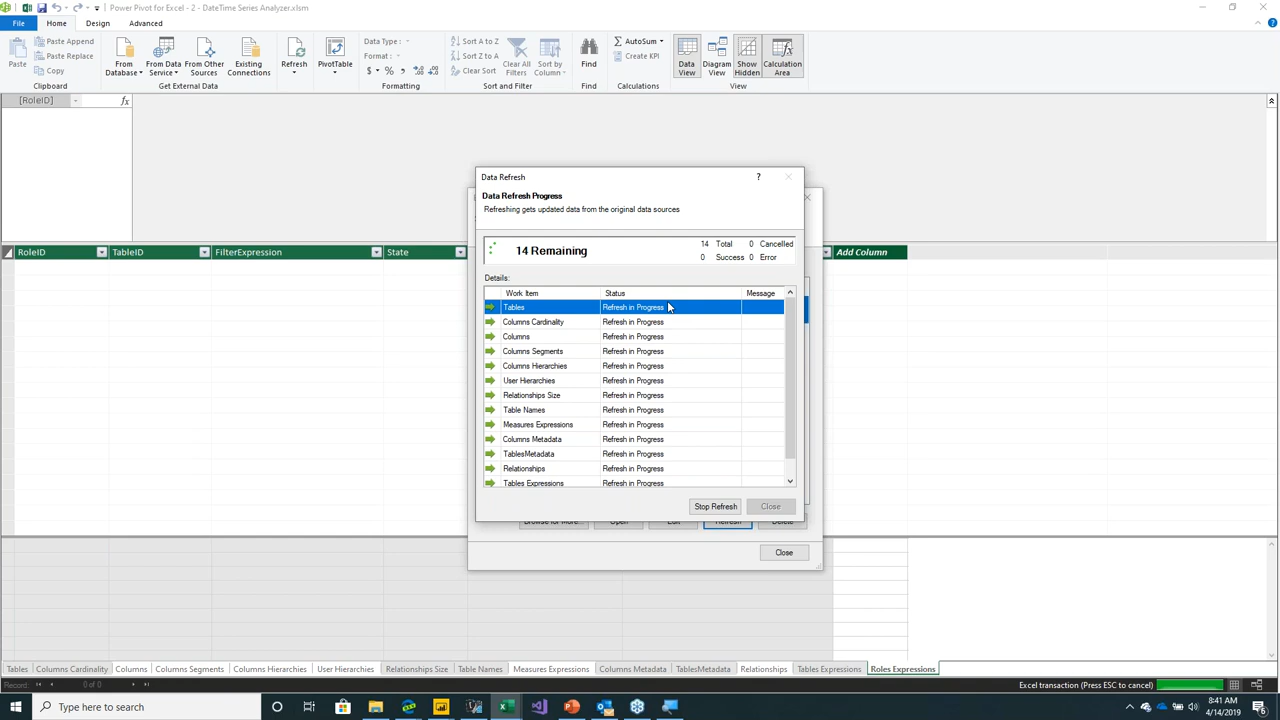 Power Pivot for Excel - 2 - DateTime Series Analyzer.xlsm
File Home Design Advanced
Paste
Paste Append
Paste Replace
Copy
Clipboard
From Database
From Data Service
From Other Sources
Existing Connections
Get External Data
Refresh
PivotTable
Data Type :
Format :
$ % ,
Formatting
Sort A to Z
Sort Z to A
Clear Sort
Clear All Filters
Sort by Column
Sort and Filter
Find
Find
AutoSum
Create KPI
Calculations
Data View
Diagram View
Show Hidden
Calculation Area
View
[RoleID] fx
RoleID TableID FilterExpression State Add Column
Data Refresh ?
Data Refresh Progress
Refreshing gets updated data from the original data sources
14 Remaining
14 Total 0 Cancelled
0 Success 0 Error
Details:
Work Item Status Message
Tables Refresh in Progress
Columns Cardinality Refresh in Progress
Columns Refresh in Progress
Columns Segments Refresh in Progress
Columns Hierarchies Refresh in Progress
User Hierarchies Refresh in Progress
Relationships Size Refresh in Progress
Table Names Refresh in Progress
Measures Expressions Refresh in Progress
Columns Metadata Refresh in Progress
TablesMetadata Refresh in Progress
Relationships Refresh in Progress
Tables Expressions Refresh in Progress
Stop Refresh Close
Browse for More... Open Edit Refresh Delete
Close
Tables Columns Cardinality Columns Columns Segments Columns Hierarchies User Hierarchies Relationships Size Table Names Measures Expressions Columns Metadata TablesMetadata Relationships Tables Expressions Roles Expressions
Record: 0 of 0 Excel transaction (Press ESC to cancel)
Type here to search
8:41 AM
4/14/2019